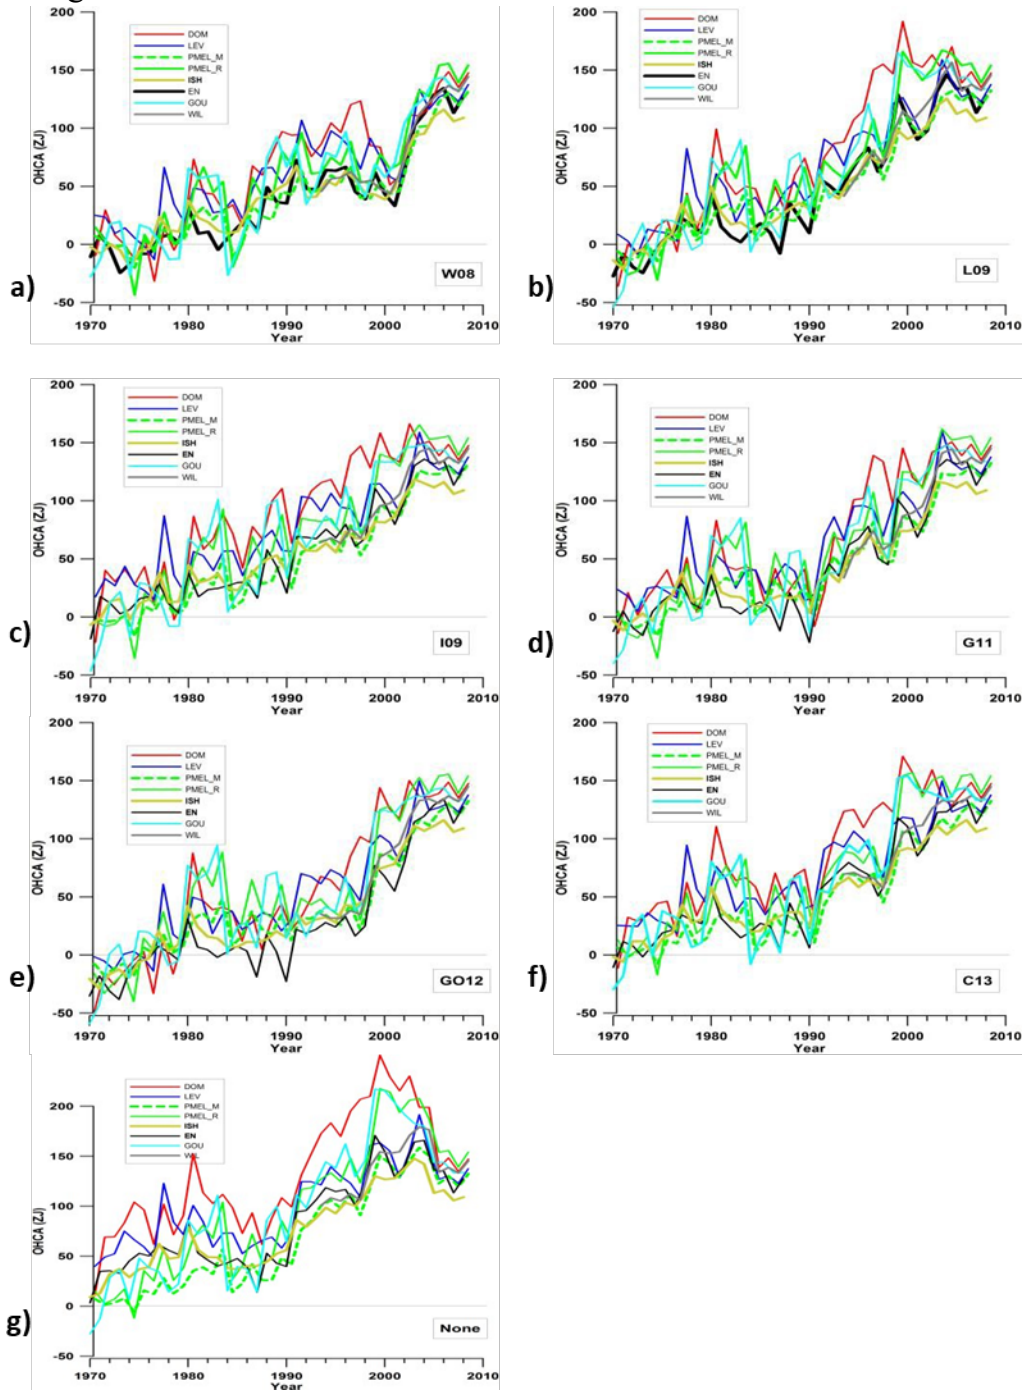 200
150
100
50
0
-50
OHCA (ZJ)
DOM
LEV
PMEL_M
PMEL_R
ISH
EN
GOU
WIL
W08
a)
1970 1980 1990 2000 2010
Year
200
150
100
50
0
-50
OHCA (ZJ)
DOM
LEV
PMEL_M
PMEL_R
ISH
EN
GOU
WIL
L09
b)
1970 1980 1990 2000 2010
Year
200
150
100
50
0
-50
OHCA (ZJ)
DOM
LEV
PMEL_M
PMEL_R
ISH
EN
GOU
WIL
I09
c)
1970 1980 1990 2000 2010
Year
200
150
100
50
0
-50
OHCA (ZJ)
DOM
LEV
PMEL_M
PMEL_R
ISH
EN
GOU
WIL
G11
d)
1970 1980 1990 2000 2010
Year
200
150
100
50
0
-50
OHCA (ZJ)
DOM
LEV
PMEL_M
PMEL_R
ISH
EN
GOU
WIL
GO12
e)
1970 1980 1990 2000 2010
Year
200
150
100
50
0
-50
OHCA (ZJ)
DOM
LEV
PMEL_M
PMEL_R
ISH
EN
GOU
WIL
C13
f)
1970 1980 1990 2000 2010
Year
200
150
100
50
0
-50
OHCA (ZJ)
DOM
LEV
PMEL_M
PMEL_R
ISH
EN
GOU
WIL
None
g)
1970 1980 1990 2000 2010
Year